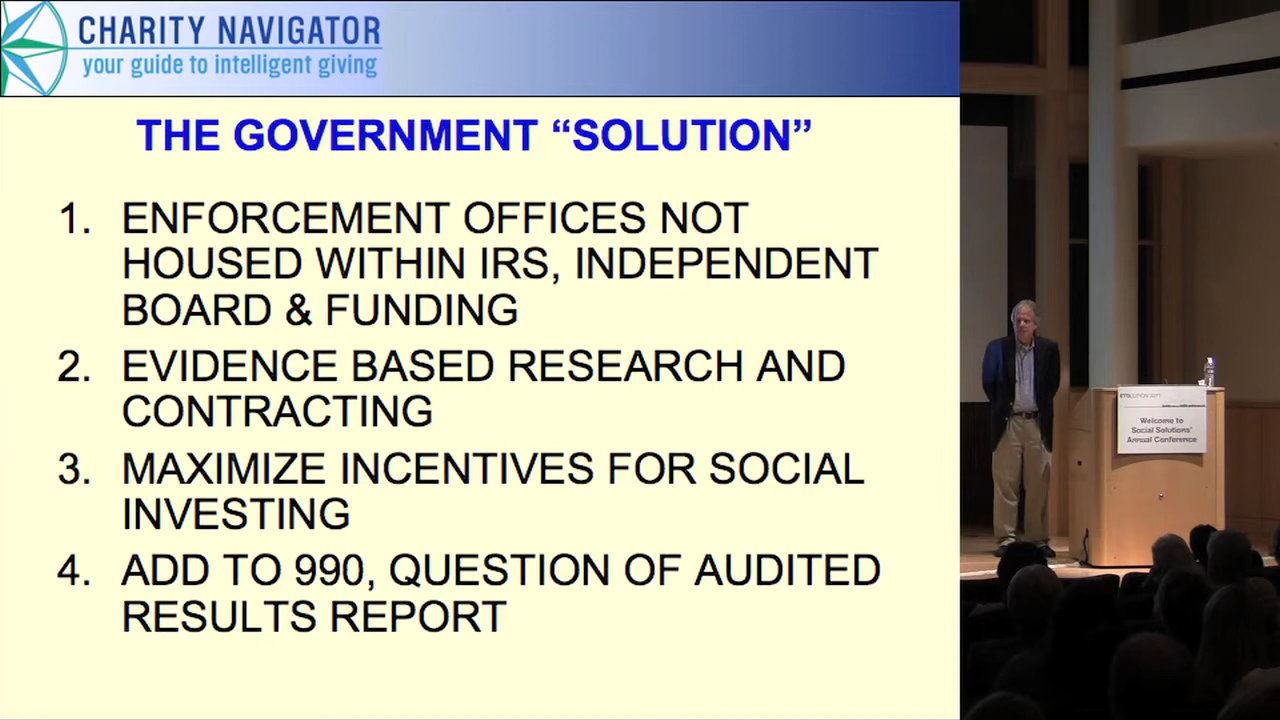 CHARITY NAVIGATOR
your guide to intelligent giving
THE GOVERNMENT “SOLUTION”
1. ENFORCEMENT OFFICES NOT
HOUSED WITHIN IRS, INDEPENDENT
BOARD & FUNDING
2. EVIDENCE BASED RESEARCH AND
CONTRACTING
3. MAXIMIZE INCENTIVES FOR SOCIAL
INVESTING
4. ADD TO 990, QUESTION OF AUDITED
RESULTS REPORT
Welcome to
Social Solutions'
Annual Conference